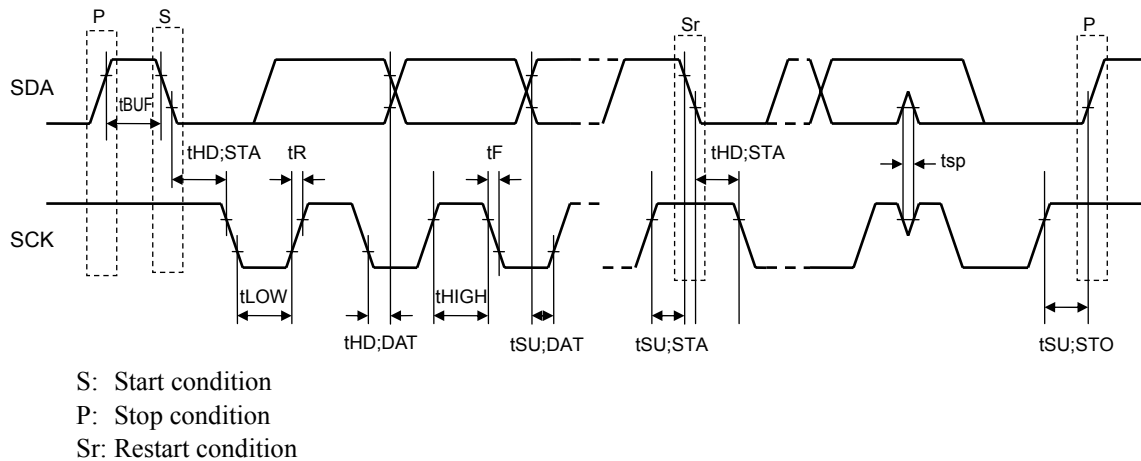 P S Sr P
SDA
tBUF
tHD;STA tR tF tHD;STA tsp
SCK
tLOW tHIGH
tHD;DAT tSU;DAT tSU;STA tSU;STO
S: Start condition
P: Stop condition
Sr: Restart condition